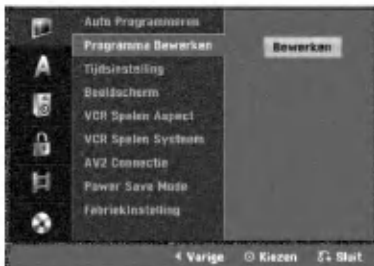 Auto Programmeren
Programma Bewerken
Bewerken
Tijdsinstelling
Beeldscherm
VCR Spelen Aspect
VCR Spelen Systeem
AV2 Connectie
Power Save Mode
Fabriekinstelling
A
Vorige Kiezen Sluit